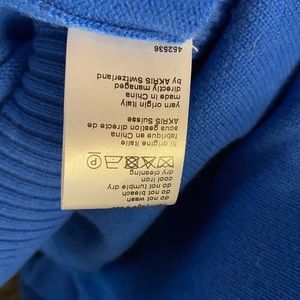 do not wash
do not bleach
do not tumble dry
cool iron
dry cleaning
P
fil origine Italie
fabriqué en Chine
sous gestion directe de
AKRIS Suisse
yarn origin Italy
made in China
directly managed
by AKRIS Switzerland
452536